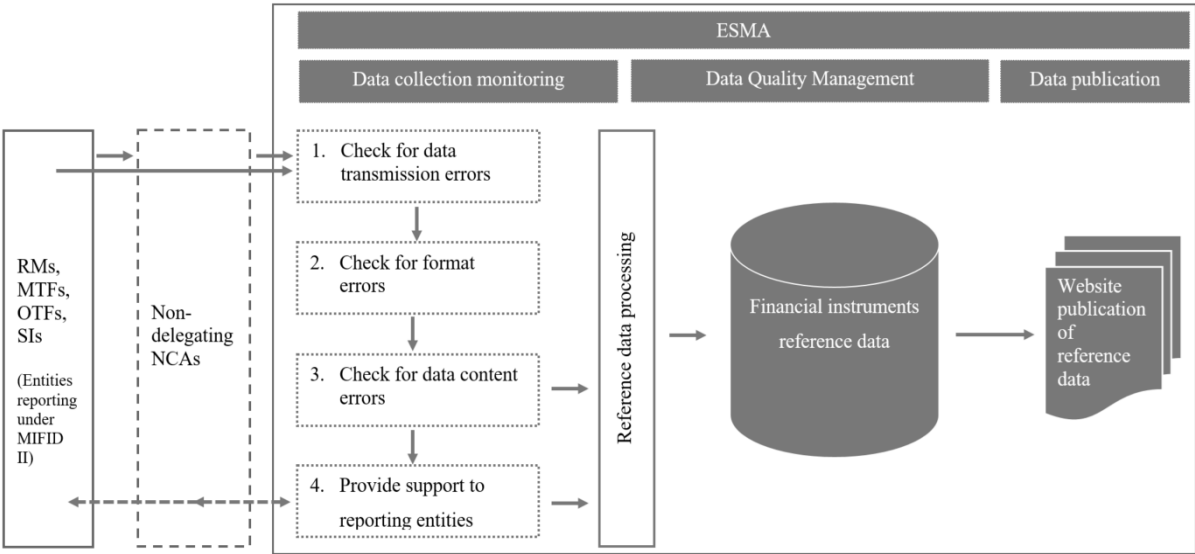 ESMA
Data collection monitoring
Data Quality Management
Data publication
RMs,
MTFs,
OTFs,
SIs
(Entities
reporting
under
MIFID
II)
Non-
delegating
NCAs
1. Check for data
transmission errors
2. Check for format
errors
3. Check for data content
errors
4. Provide support to
reporting entities
Reference data processing
Financial instruments
reference data
Website
publication
of
reference
data